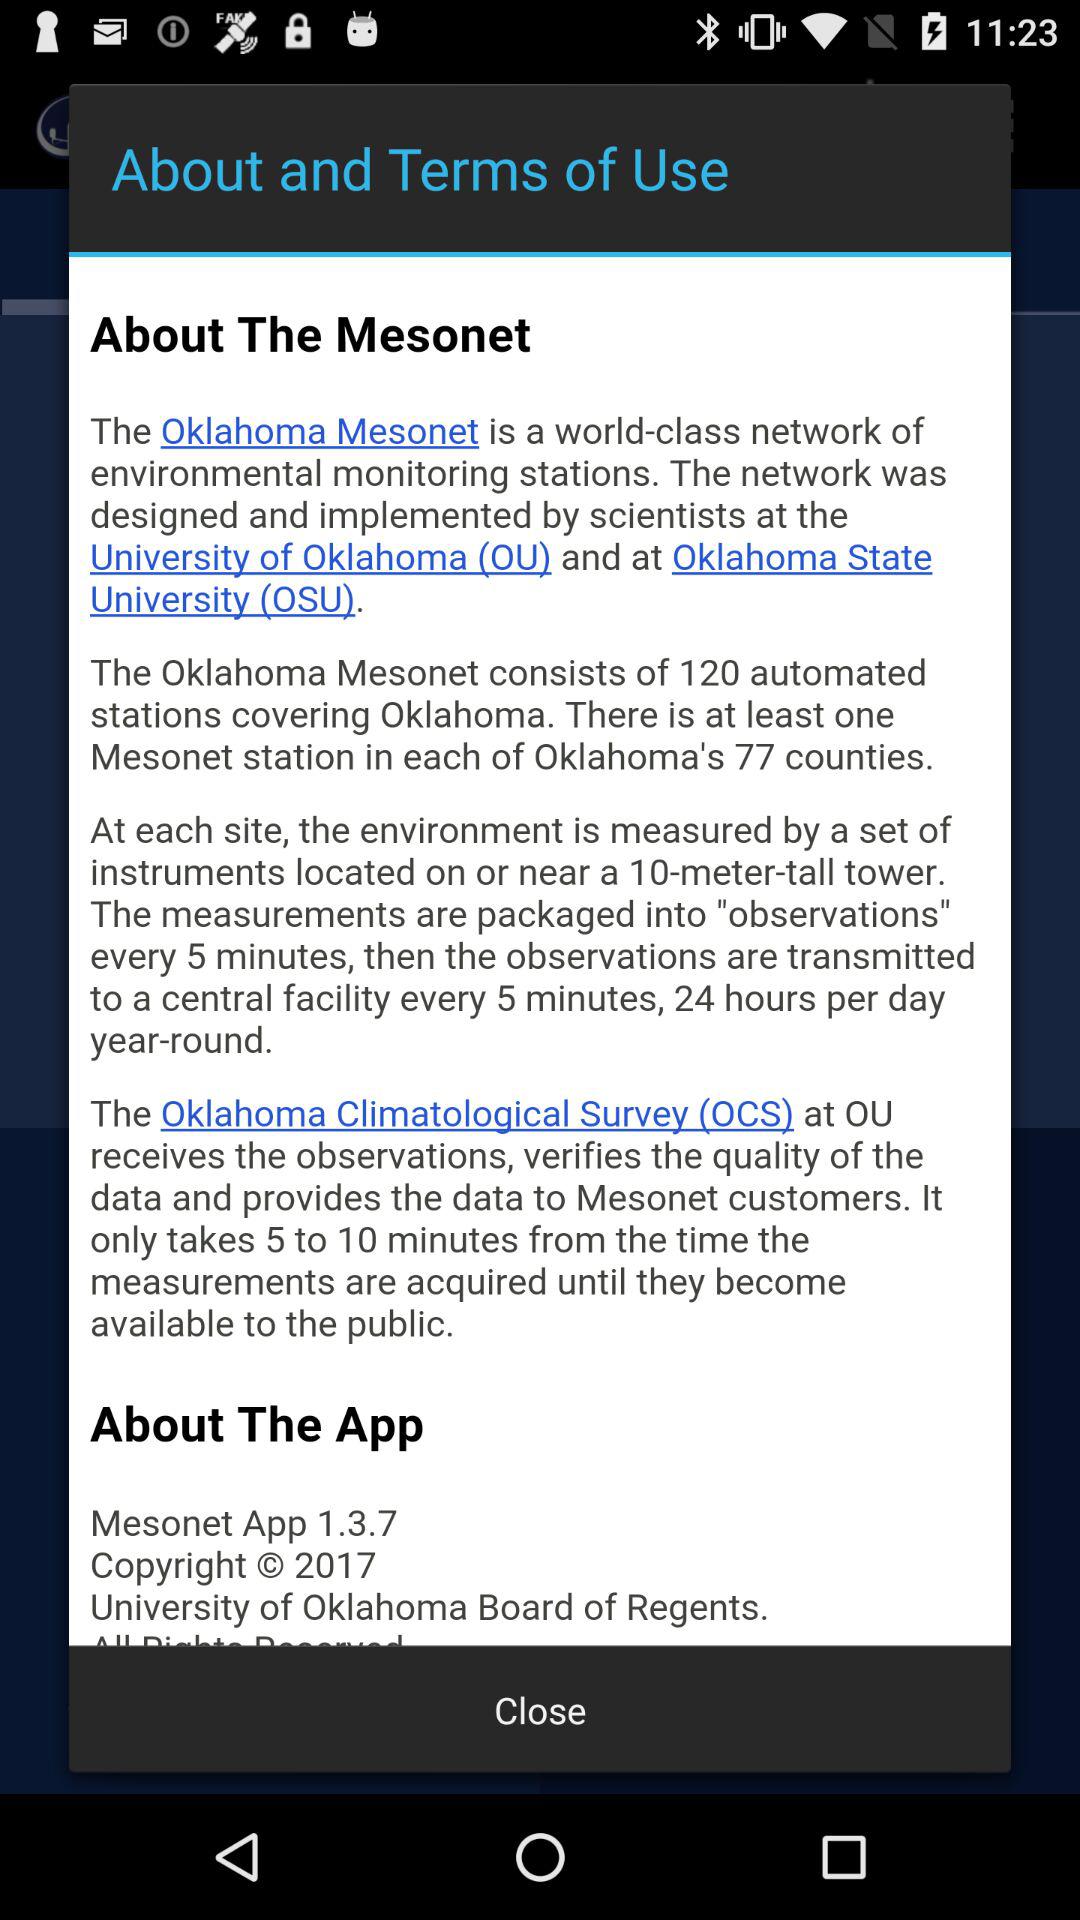 FAKE
11:23
About and Terms of Use
About The Mesonet
The Oklahoma Mesonet is a world-class network of
environmental monitoring stations. The network was
designed and implemented by scientists at the
University of Oklahoma (OU) and at Oklahoma State
University (OSU).
The Oklahoma Mesonet consists of 120 automated
stations covering Oklahoma. There is at least one
Mesonet station in each of Oklahoma's 77 counties.
At each site, the environment is measured by a set of
instruments located on or near a 10-meter-tall tower.
The measurements are packaged into "observations"
every 5 minutes, then the observations are transmitted
to a central facility every 5 minutes, 24 hours per day
year-round.
The Oklahoma Climatological Survey (OCS) at OU
receives the observations, verifies the quality of the
data and provides the data to Mesonet customers. It
only takes 5 to 10 minutes from the time the
measurements are acquired until they become
available to the public.
About The App
Mesonet App 1.3.7
Copyright © 2017
University of Oklahoma Board of Regents.
All Rights Reserved
Close